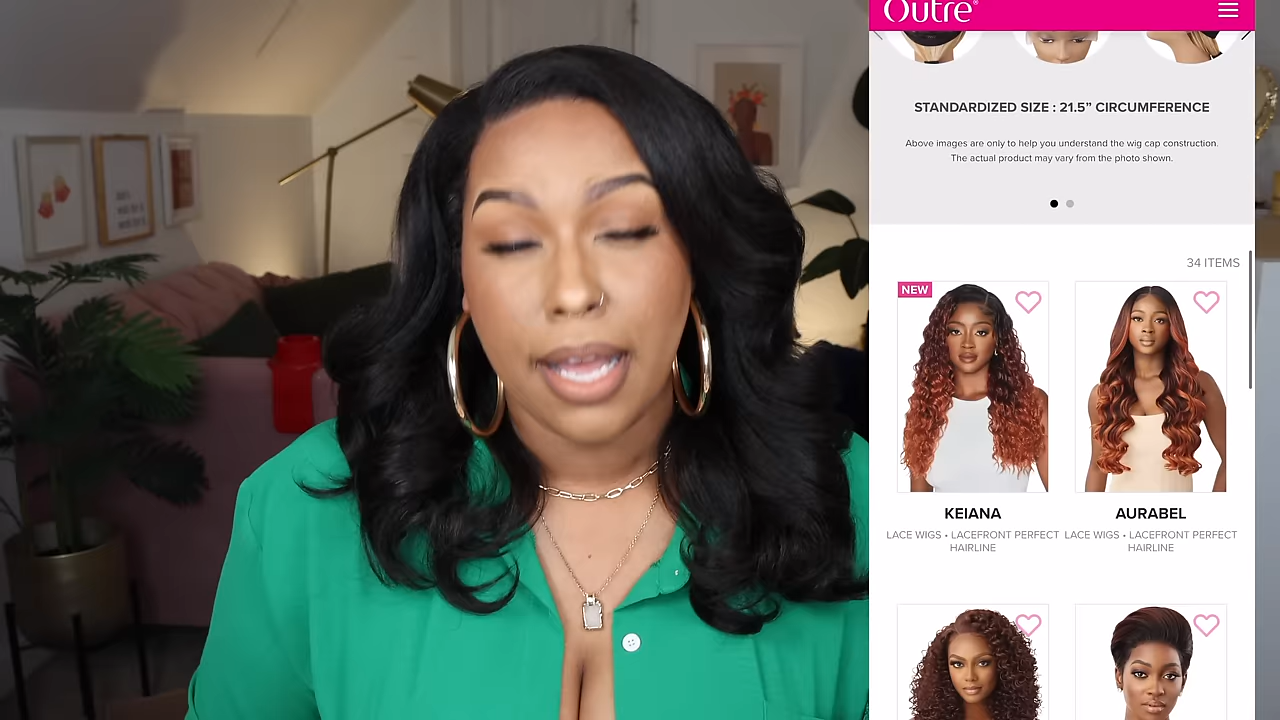 Outre
STANDARDIZED SIZE : 21.5” CIRCUMFERENCE
Above images are only to help you understand the wig cap construction.
The actual product may vary from the photo shown.
34 ITEMS
NEW
KEIANA
LACE WIGS • LACEFRONT PERFECT
HAIRLINE
AURABEL
LACE WIGS • LACEFRONT PERFECT
HAIRLINE